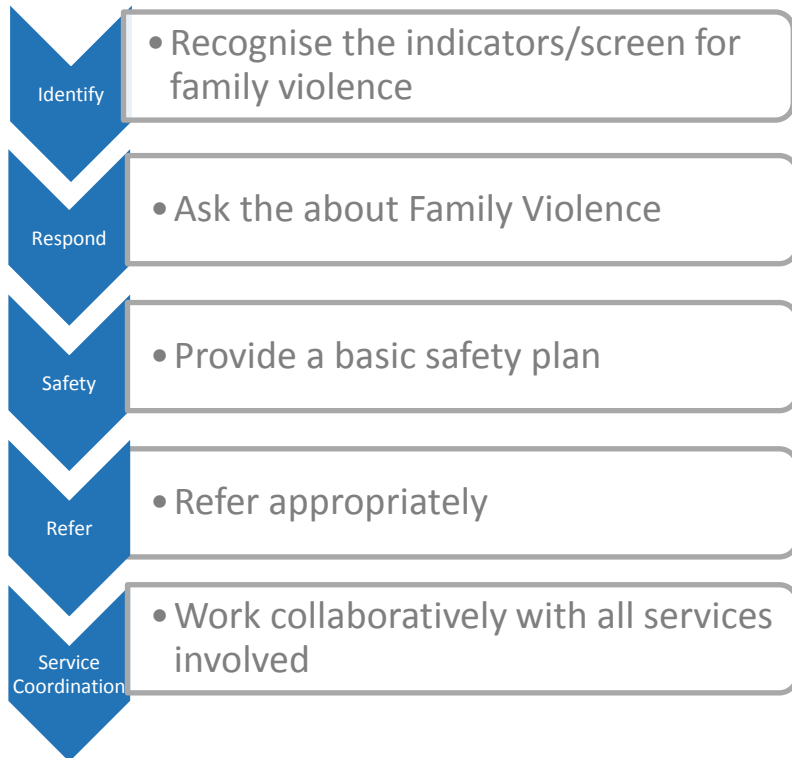 Identify
• Recognise the indicators/screen for
family violence
Respond
• Ask the about Family Violence
Safety
• Provide a basic safety plan
Refer
• Refer appropriately
Service
Coordination
• Work collaboratively with all services
involved